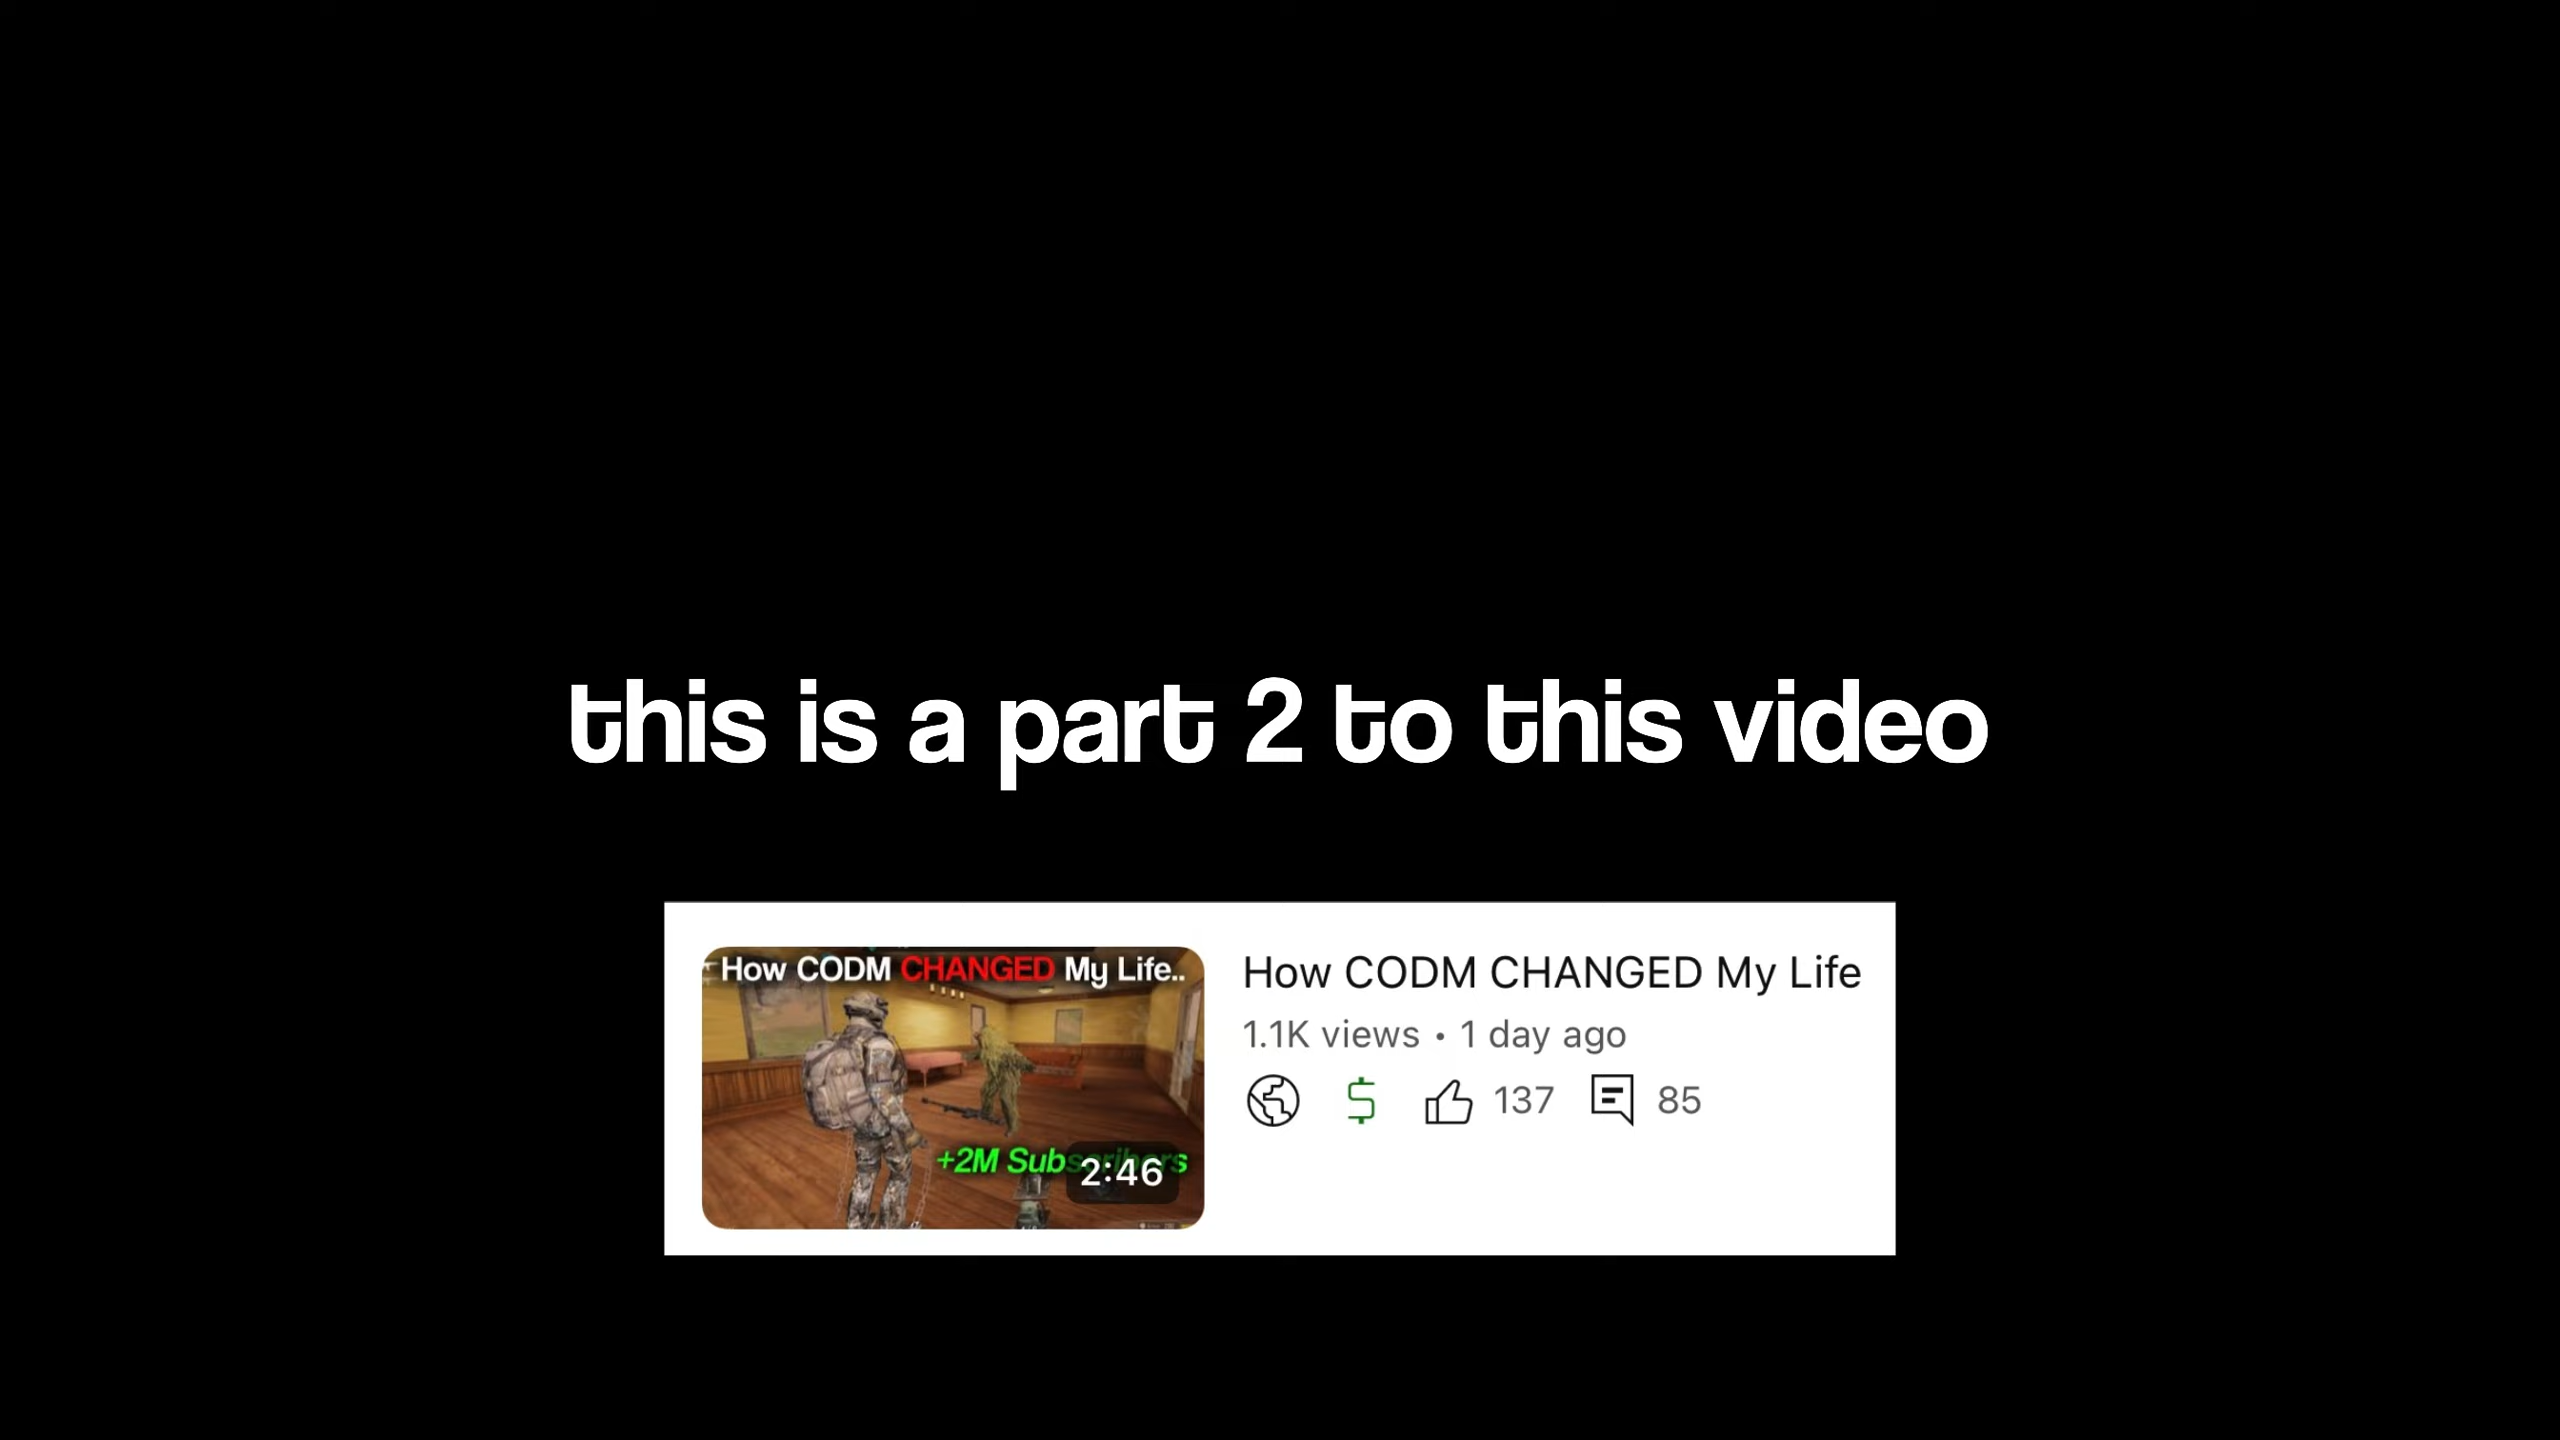 this is a part 2 to this video
How CODM CHANGED My Life..
+2M Subscribers
2:46
How CODM CHANGED My Life
1.1K views • 1 day ago
137 85